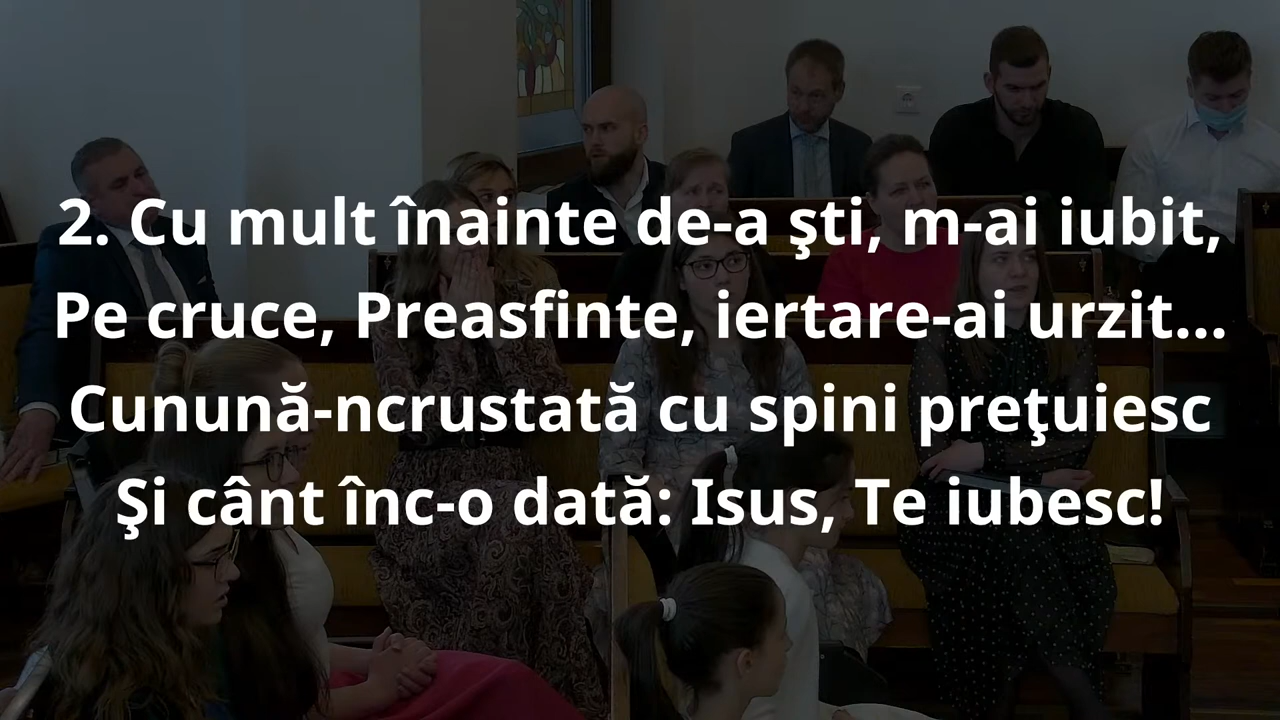 2. Cu mult înainte de-a şti, m-ai iubit,
Pe cruce, Preasfinte, iertare-ai urzit...
Cunună-ncrustată cu spini preţuiesc
Şi cânt înc-o dată: Isus, Te iubesc!